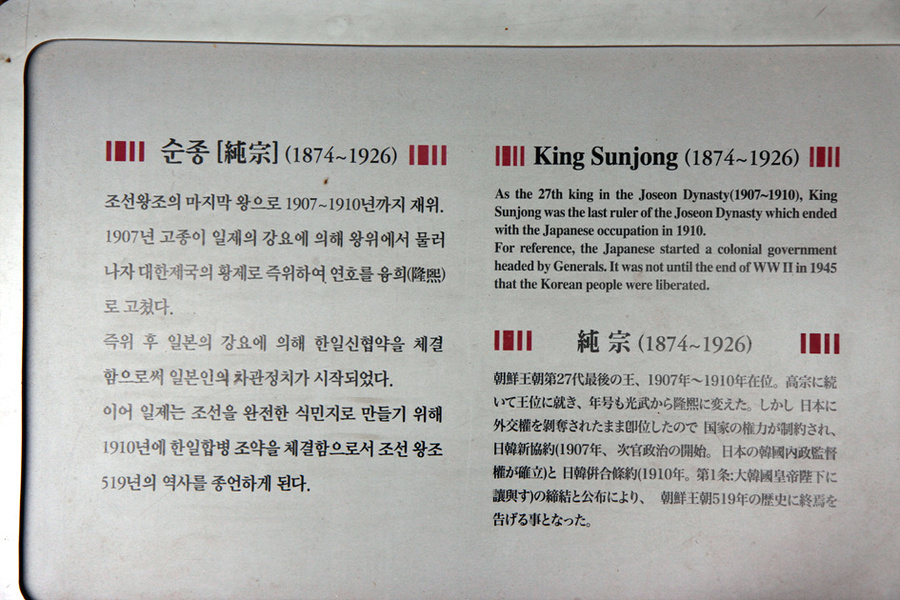 순종 [純宗] (1874~1926)
조선왕조의 마지막 왕으로 1907~1910년까지 재위.
1907년 고종이 일제의 강요에 의해 왕위에서 물러
나자 대한제국의 황제로 즉위하여 연호를 융희(隆熙)
로 고쳤다.
즉위 후 일본의 강요에 의해 한일신협약을 체결
함으로써 일본인의 차관정치가 시작되었다.
이어 일제는 조선을 완전한 식민지로 만들기 위해
1910년에 한일합병 조약을 체결함으로서 조선 왕조
519년의 역사를 종언하게 된다.
King Sunjong (1874~1926)
As the 27th king in the Joseon Dynasty(1907~1910), King
Sunjong was the last ruler of the Joseon Dynasty which ended
with the Japanese occupation in 1910.
For reference, the Japanese started a colonial government
headed by Generals. It was not until the end of WW II in 1945
that the Korean people were liberated.
純 宗 (1874~1926)
朝鮮王朝第27代最後の王、1907年～1910年在位。高宗に続
いて王位に就き、年号も光武から隆熙に変えた。しかし 日本に
外交權を剝奪されたまま卽位したので 国家の権力が制約され、
日韓新協約(1907年、 次官政治の開始。日本の韓國內政監督
權が確立)と 日韓併合條約(1910年。第1条:大韓國皇帝陛下に
讓與す)の締結と公布により、 朝鮮王朝519年の歴史に終焉を
告げる事となった。